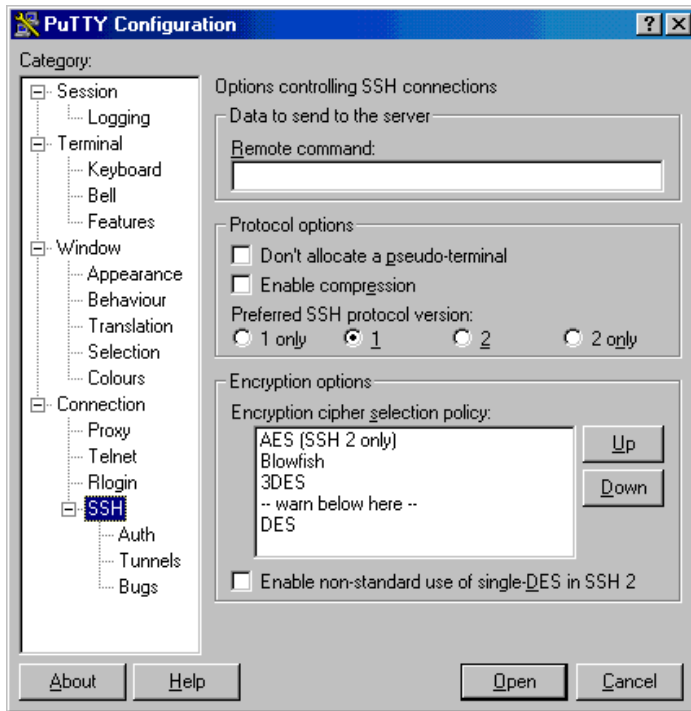 PuTTY Configuration
Category:
Session
Logging
Terminal
Keyboard
Bell
Features
Window
Appearance
Behaviour
Translation
Selection
Colours
Connection
Proxy
Telnet
Rlogin
SSH
Auth
Tunnels
Bugs
Options controlling SSH connections
Data to send to the server
Remote command:
Protocol options
Don't allocate a pseudo-terminal
Enable compression
Preferred SSH protocol version:
1 only 1 2 2 only
Encryption options
Encryption cipher selection policy:
AES (SSH 2 only)
Blowfish
3DES
-- warn below here --
DES
Up
Down
Enable non-standard use of single-DES in SSH 2
About Help Open Cancel